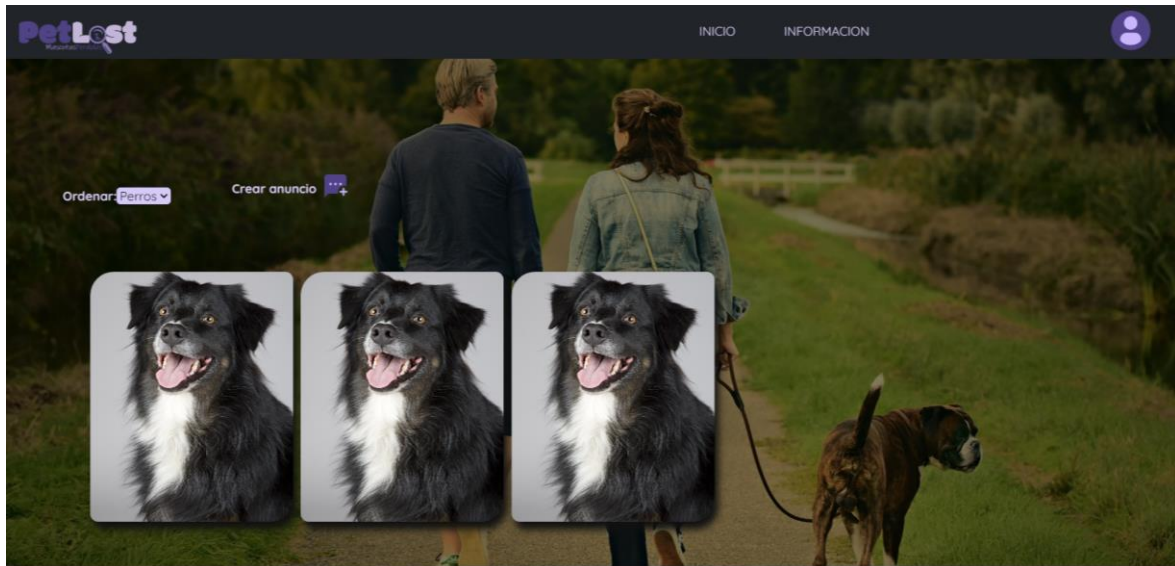 PetLost
INICIO
INFORMACION
Ordenar: Perros
Crear anuncio